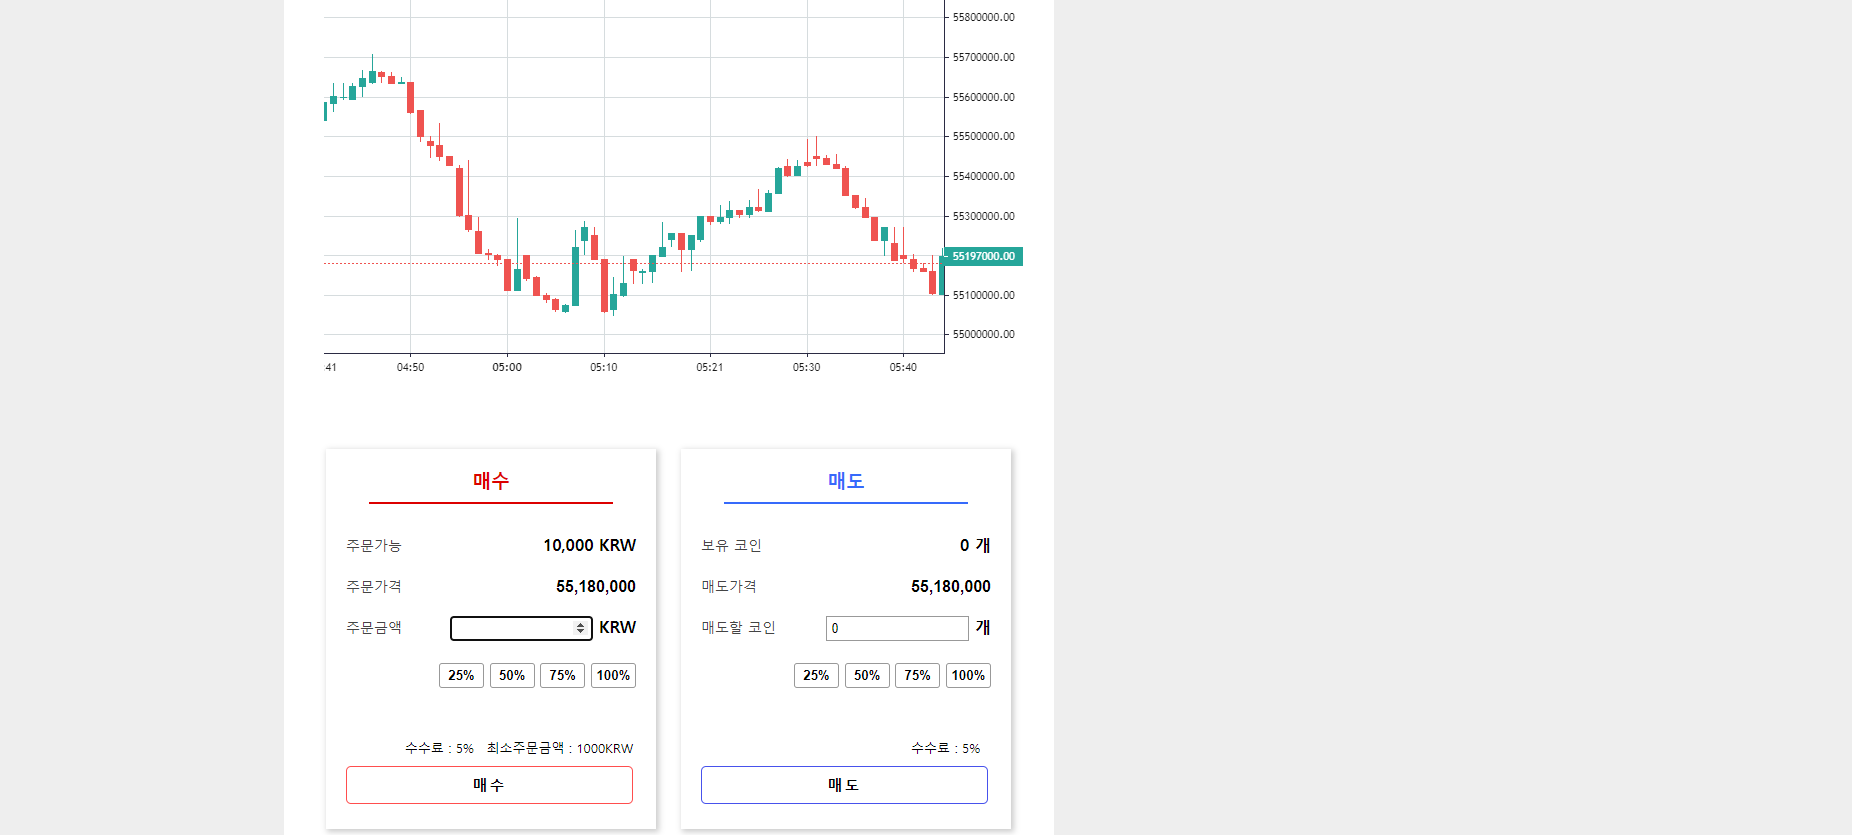 55800000.00
55700000.00
55600000.00
55500000.00
55400000.00
55300000.00
55197000.00
55100000.00
55000000.00
:41 04:50 05:00 05:10 05:21 05:30 05:40
매수
주문가능 10,000 KRW
주문가격 55,180,000
주문금액 KRW
25% 50% 75% 100%
수수료 : 5% 최소주문금액 : 1000KRW
매수
매도
보유 코인 0 개
매도가격 55,180,000
매도할 코인 0 개
25% 50% 75% 100%
수수료 : 5%
매도